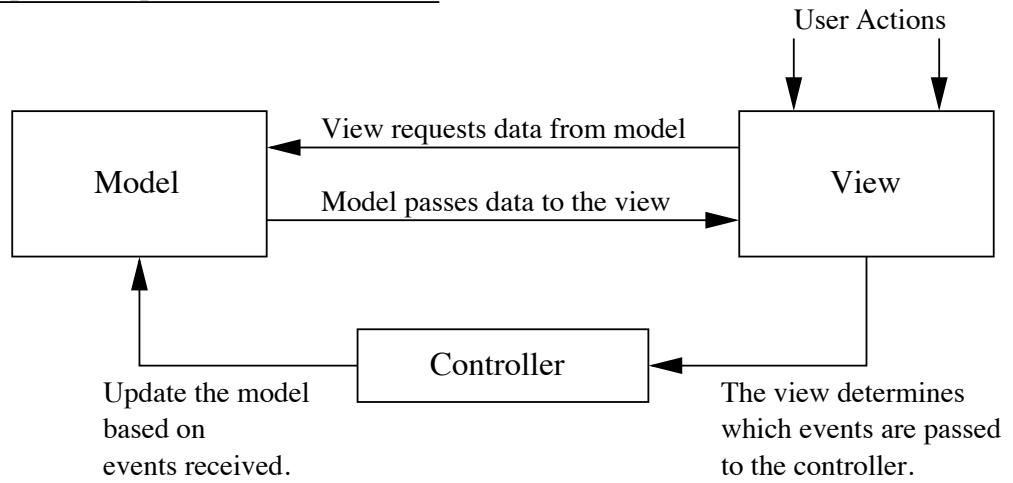 User Actions
View requests data from model
Model
View
Model passes data to the view
Controller
Update the model
based on
events received.
The view determines
which events are passed
to the controller.